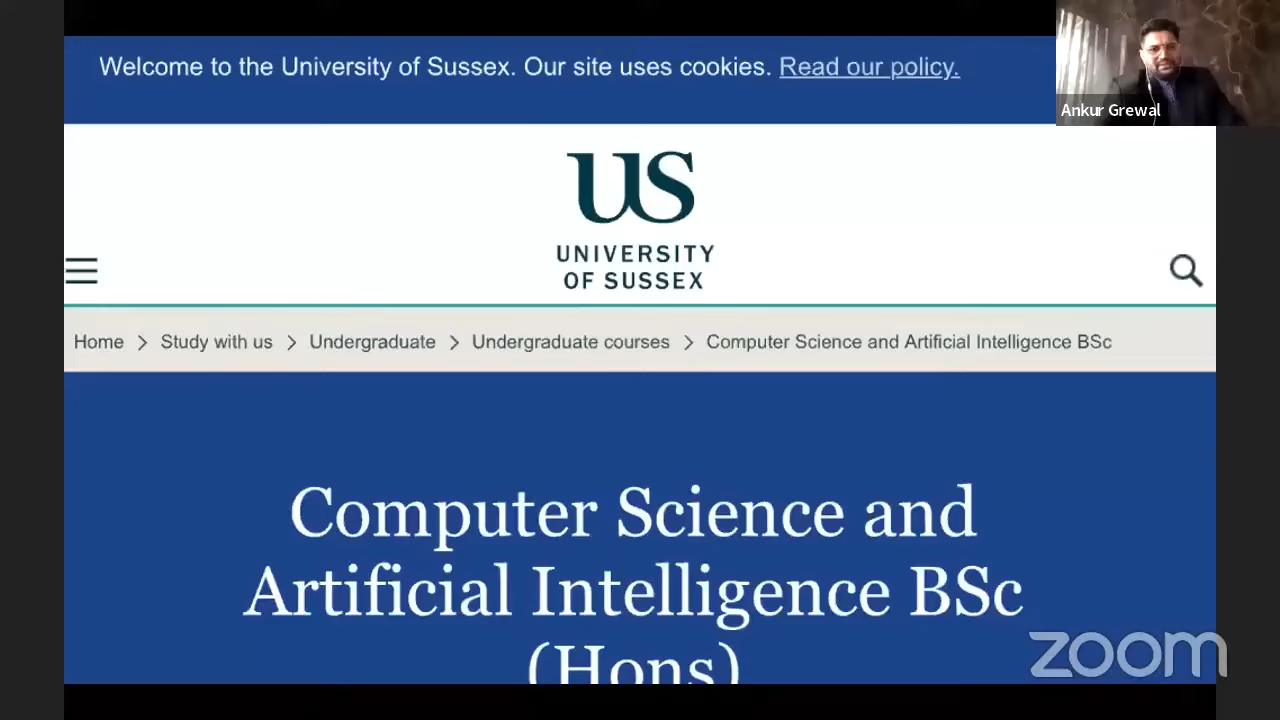 Welcome to the University of Sussex. Our site uses cookies. Read our policy.
Ankur Grewal
US
UNIVERSITY
OF SUSSEX
Home > Study with us > Undergraduate > Undergraduate courses > Computer Science and Artificial Intelligence BSc
Computer Science and
Artificial Intelligence BSc
(Hons)
zoom